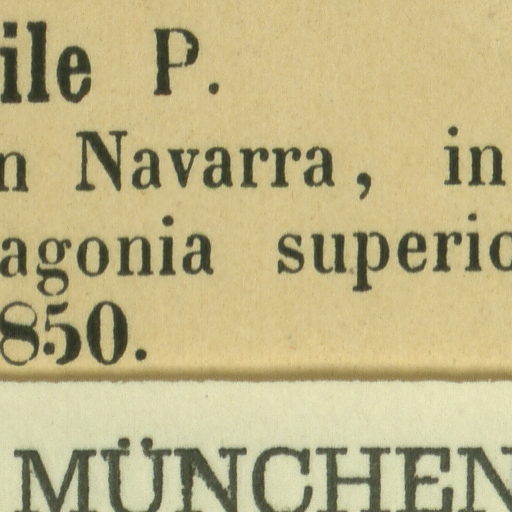 ile P.
n Navarra, in
agonia superio
850.
MÜNCHEN